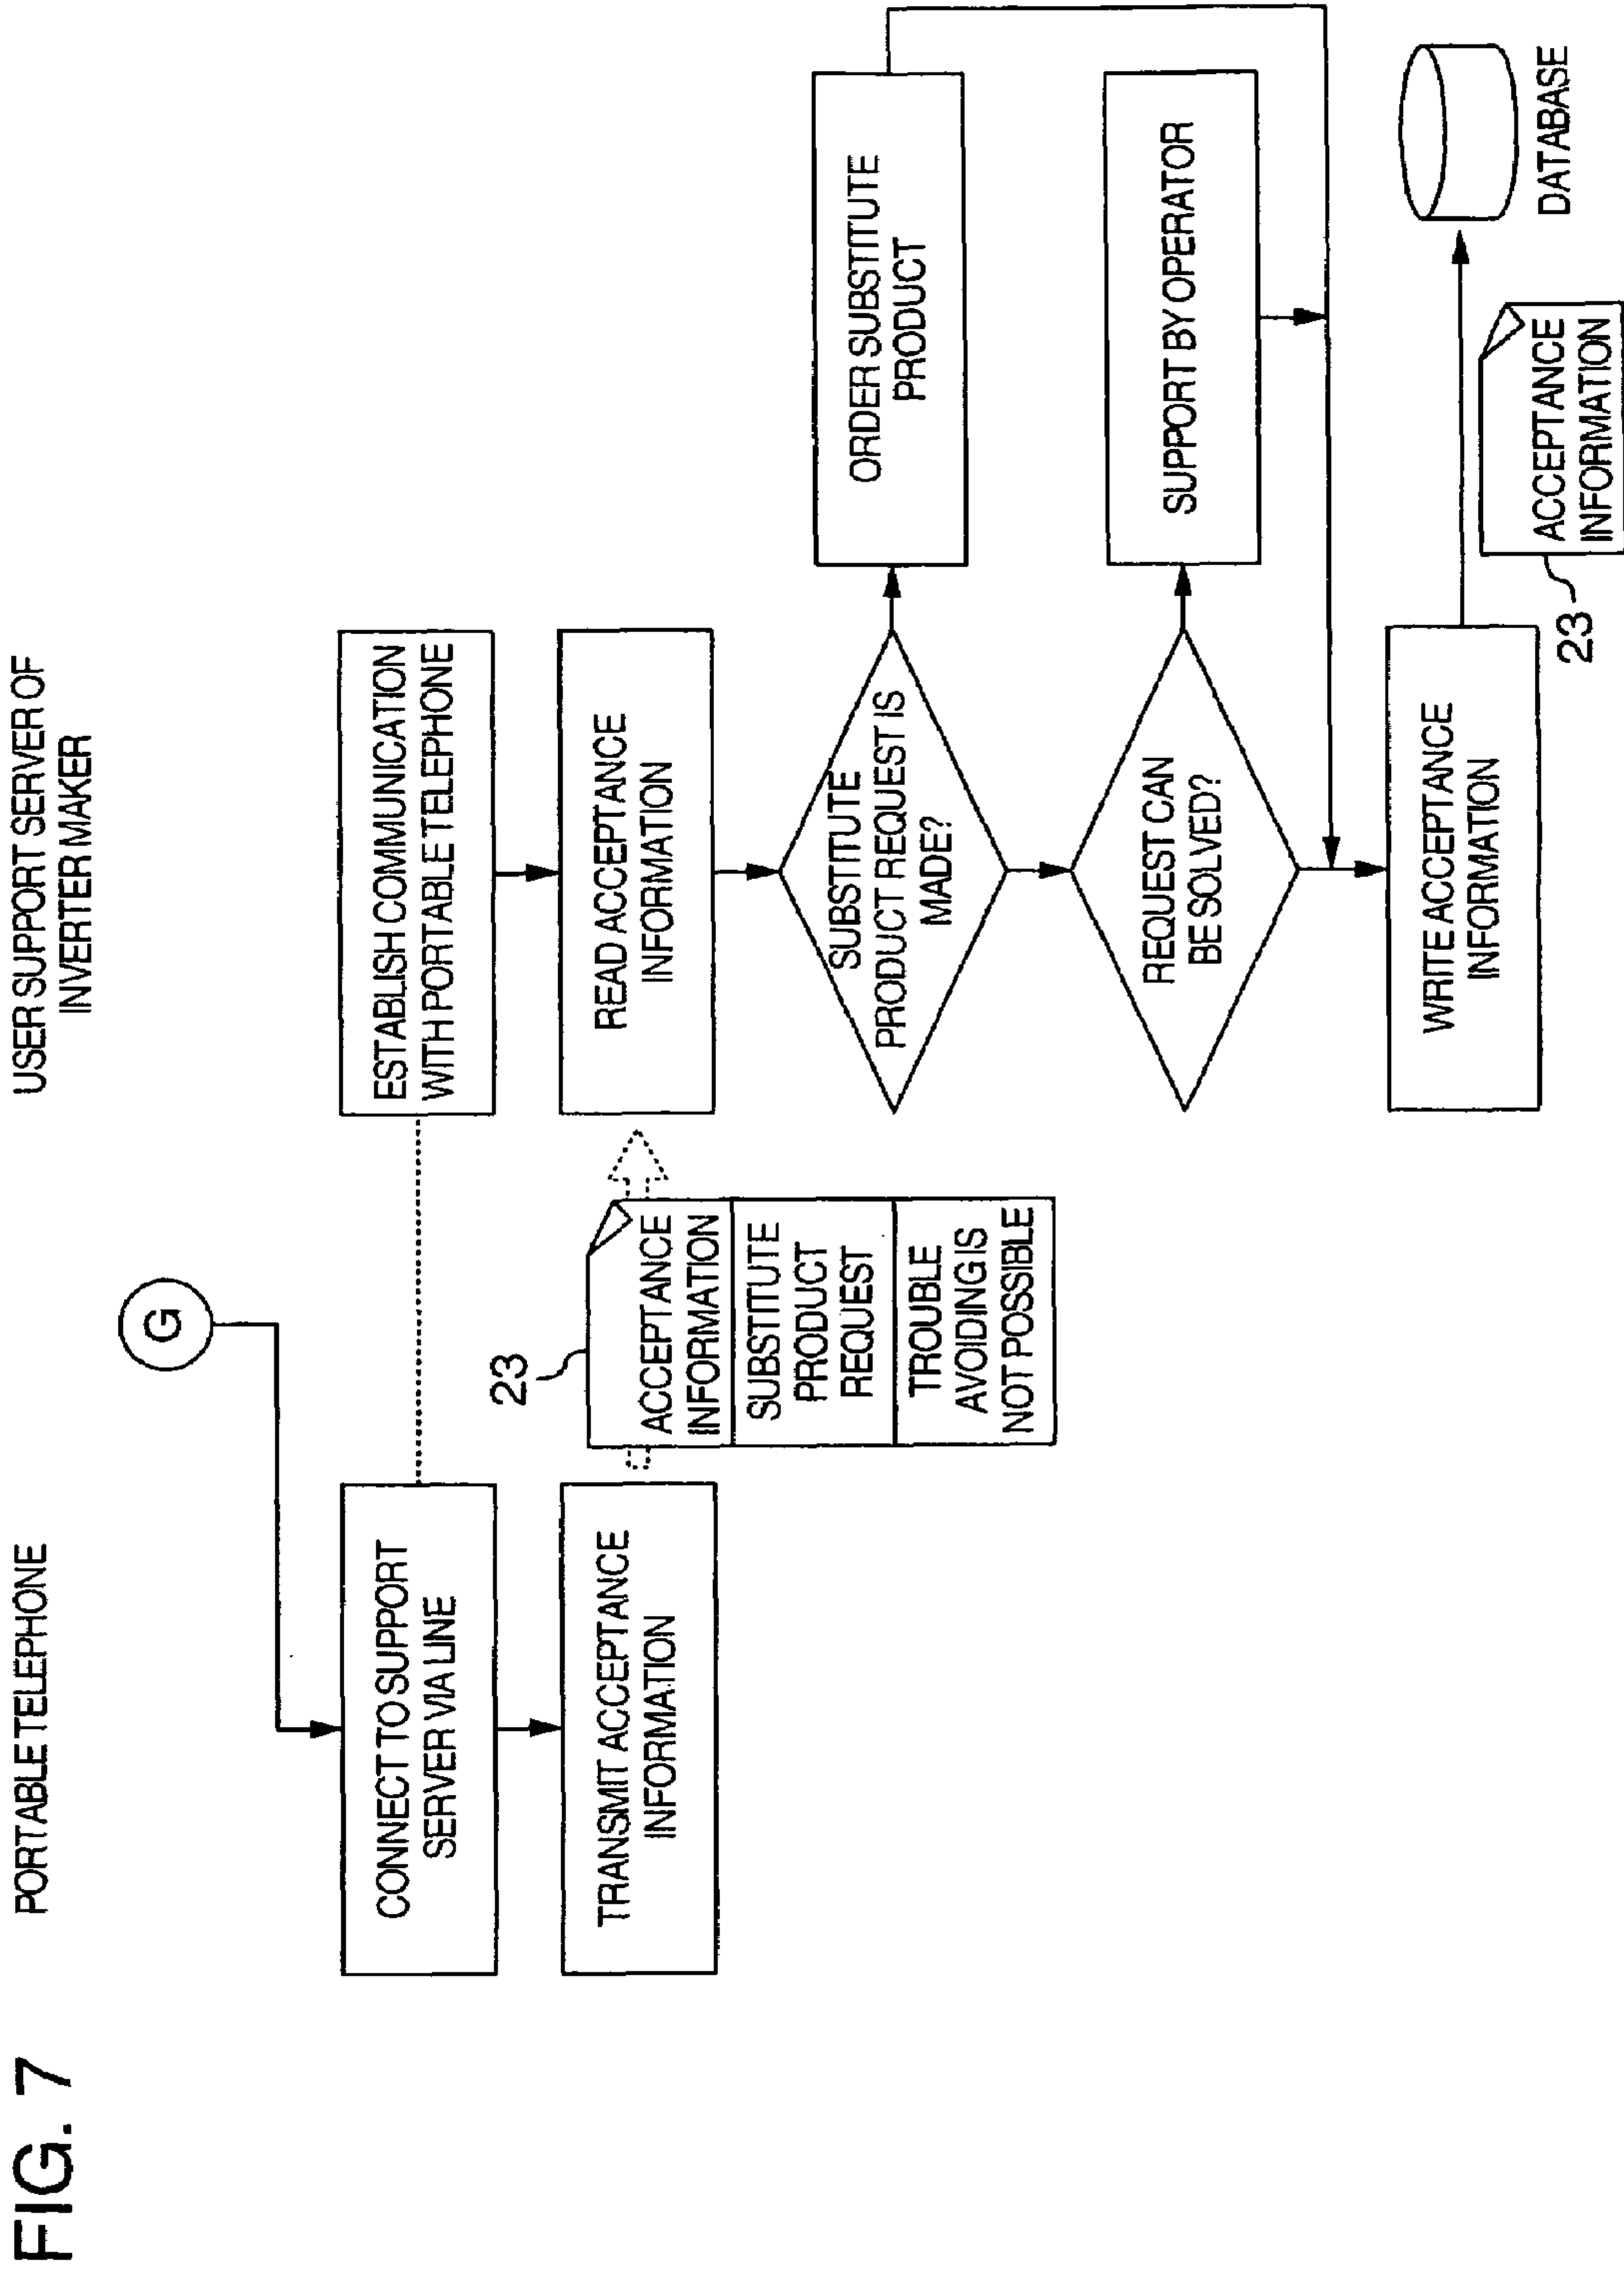 FIG. 7
PORTABLE TELEPHONE
USER SUPPORT SERVER OF
INVERTER MAKER
G
CONNECT TO SUPPORT
SERVER VIA LINE
ESTABLISH COMMUNICATION
WITH PORTABLE TELEPHONE
TRANSMIT ACCEPTANCE
INFORMATION
23
ACCEPTANCE
INFORMATION
SUBSTITUTE
PRODUCT
REQUEST
TROUBLE
AVOIDING IS
NOT POSSIBLE
READ ACCEPTANCE
INFORMATION
SUBSTITUTE
PRODUCT REQUEST IS
MADE?
ORDER SUBSTITUTE
PRODUCT
REQUEST CAN
BE SOLVED?
SUPPORT BY OPERATOR
WRITE ACCEPTANCE
INFORMATION
23
ACCEPTANCE
INFORMATION
DATABASE